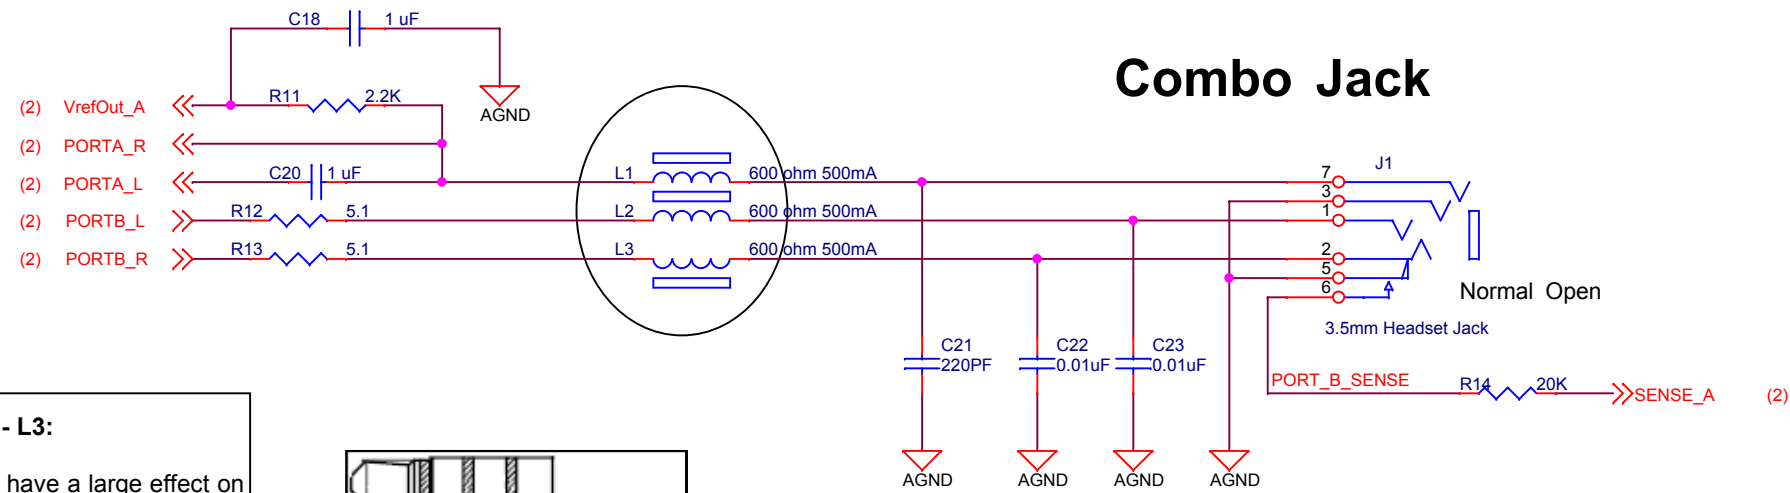 C18 1 uF
Combo Jack
(2) VrefOut_A R11 2.2K AGND
(2) PORTA_R
(2) PORTA_L C20 1 uF L1 600 ohm 500mA 7 J1
3
(2) PORTB_L R12 5.1 L2 600 ohm 500mA 1
(2) PORTB_R R13 5.1 L3 600 ohm 500mA 2
5
6 Normal Open
3.5mm Headset Jack
C21 C22 C23
220PF 0.01uF 0.01uF
PORT_B_SENSE R14 20K SENSE_A (2)
- L3:
AGND AGND AGND AGND
have a large effect on